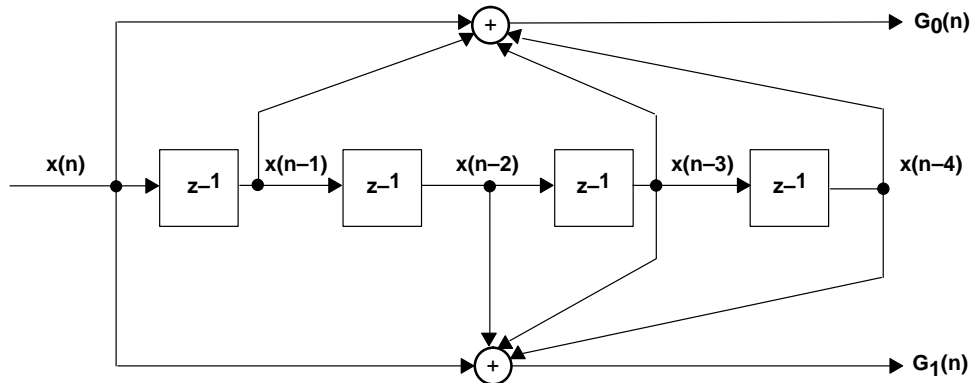 + G₀(n)
x(n) x(n–1) x(n–2) x(n–3) x(n–4)
z–1 z–1 z–1 z–1
+ G₁(n)